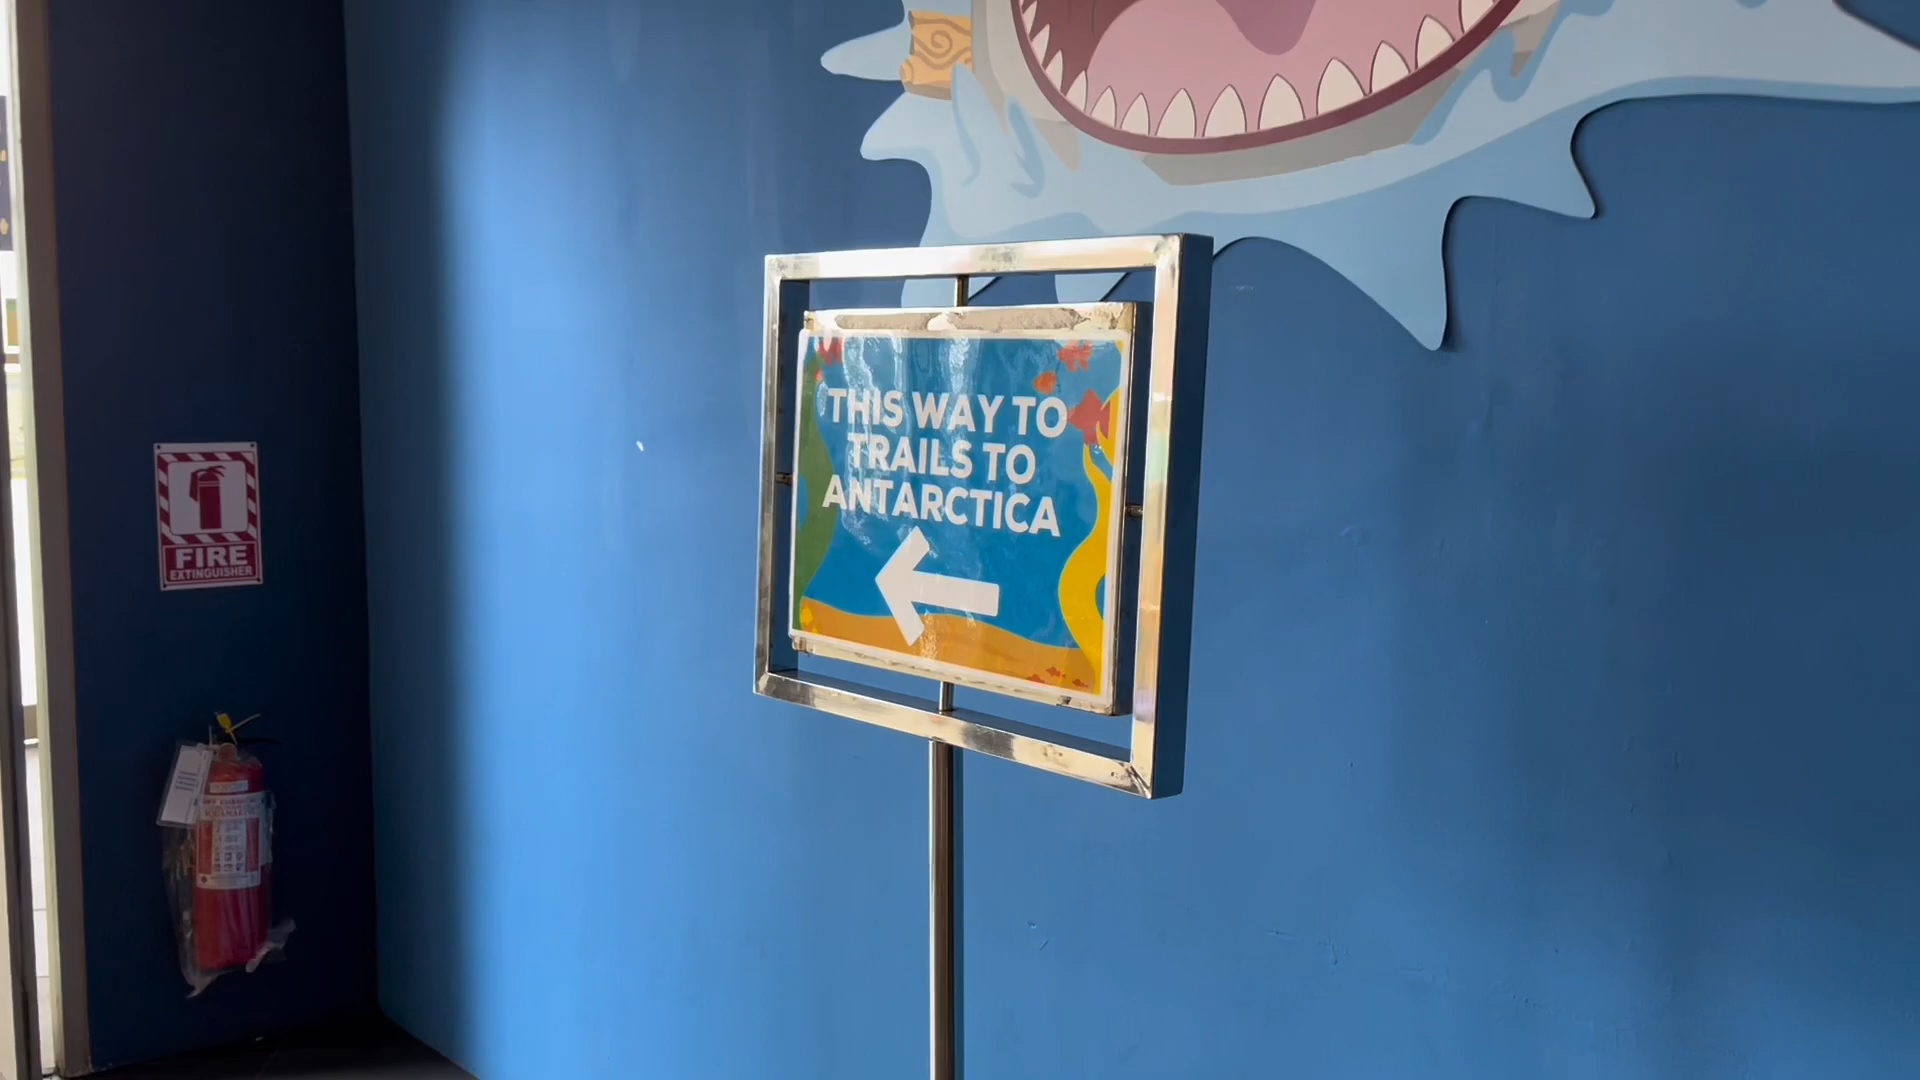 THIS WAY TO
TRAILS TO
ANTARCTICA
FIRE
EXTINGUISHER